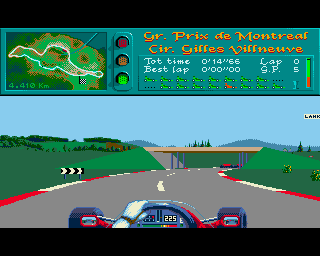 Gr. Prix de Montreal
Cir. Gilles Villneuve
Tot time 0'14"66 Lap 0
Best lap 0'00"00 G.P. 5
4.410 Km
225